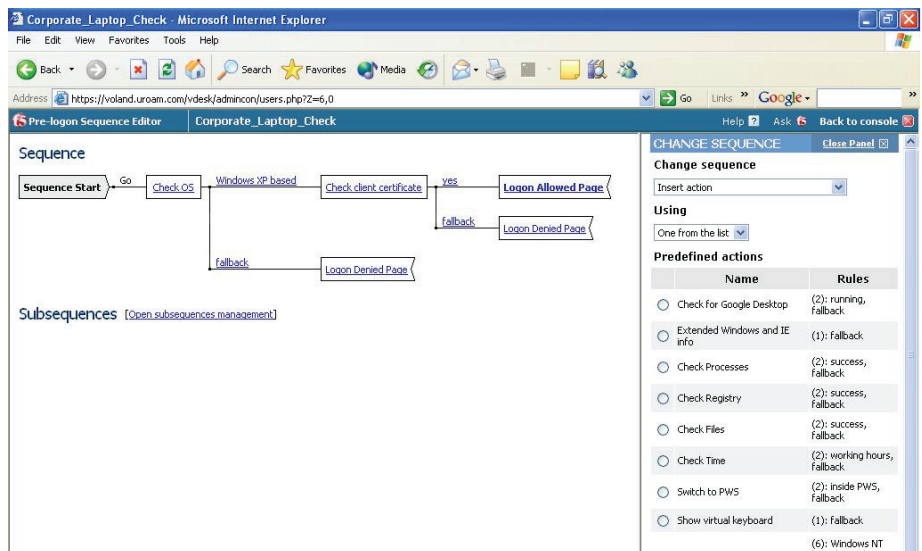 Corporate_Laptop_Check - Microsoft Internet Explorer
File Edit View Favorites Tools Help
Back Search Favorites Media
Address https://voland.uroam.com/vdesk/admincon/users.php?Z=6,0 Go Links » Google »
f5 Pre-logon Sequence Editor Corporate_Laptop_Check Help ? Ask f5 Back to console
Sequence
Sequence Start Go Check OS Windows XP based Check client certificate yes Logon Allowed Page
fallback Logon Denied Page
fallback Logon Denied Page
Subsequences [Open subsequences management]
CHANGE SEQUENCE Close Panel
Change sequence
Insert action
Using
One from the list
Predefined actions
Name Rules
Check for Google Desktop (2): running,
fallback
Extended Windows and IE
info (1): fallback
Check Processes (2): success,
fallback
Check Registry (2): success,
fallback
Check Files (2): success,
fallback
Check Time (2): working hours,
fallback
Switch to PWS (2): inside PWS,
fallback
Show virtual keyboard (1): fallback
(6): Windows NT